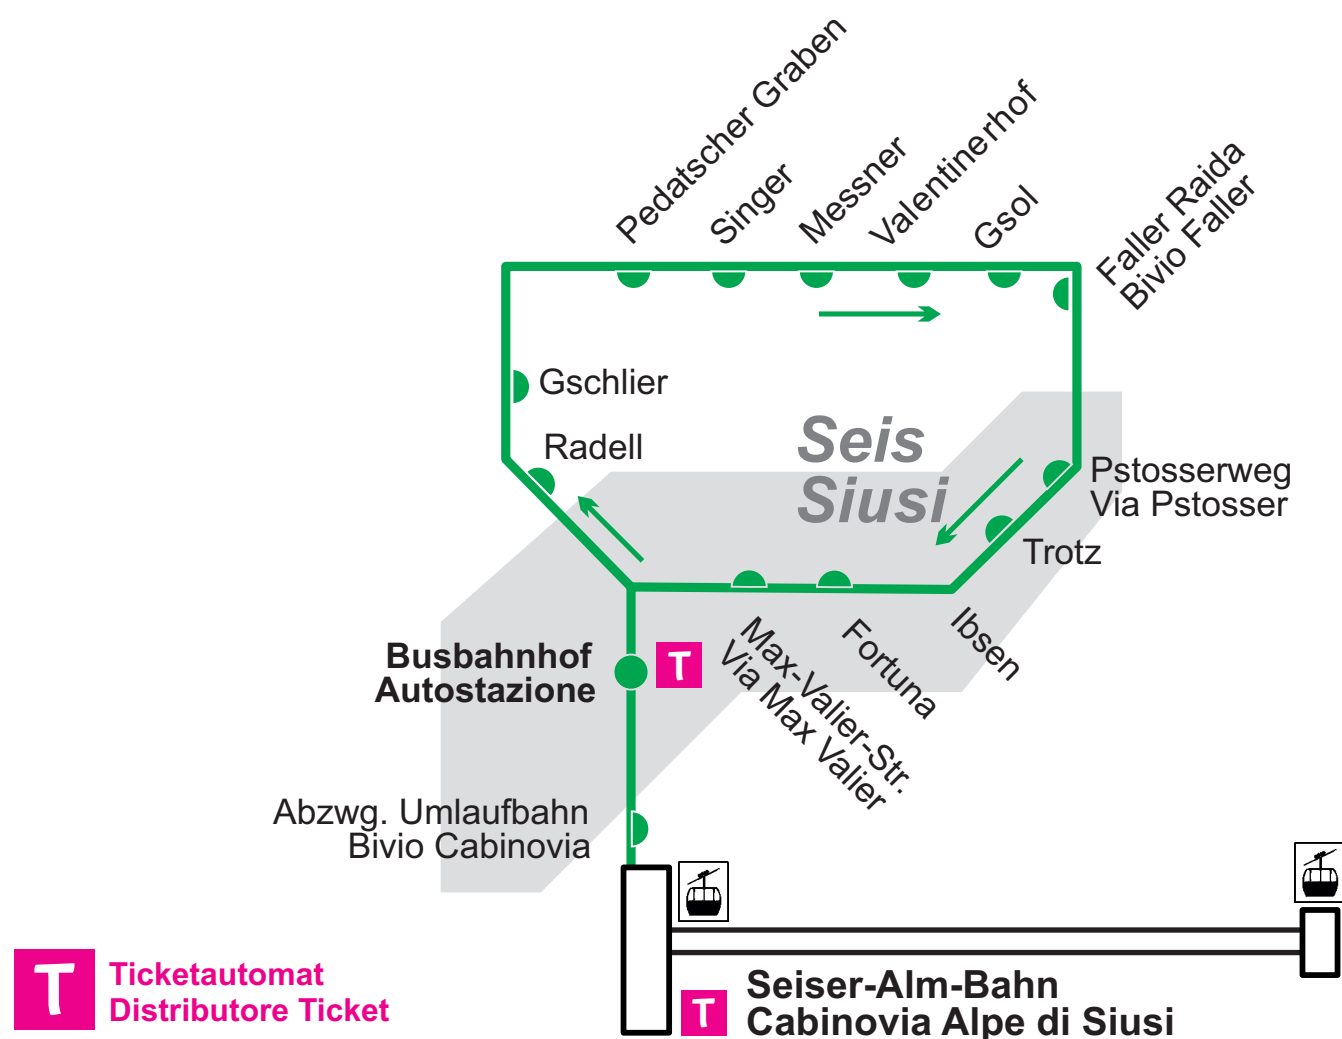 Pedatscher Graben
Singer
Messner
Valentinerhof
Gsol
Faller Raida
Bivio Faller
Gschlier
Radell
Seis
Siusi
Pstosserweg
Via Pstosser
Trotz
Ibsen
Fortuna
Max-Valier-Str.
Via Max Valier
Busbahnhof
Autostazione
T
Abzwg. Umlaufbahn
Bivio Cabinovia
T
Ticketautomat
Distributore Ticket
T
Seiser-Alm-Bahn
Cabinovia Alpe di Siusi